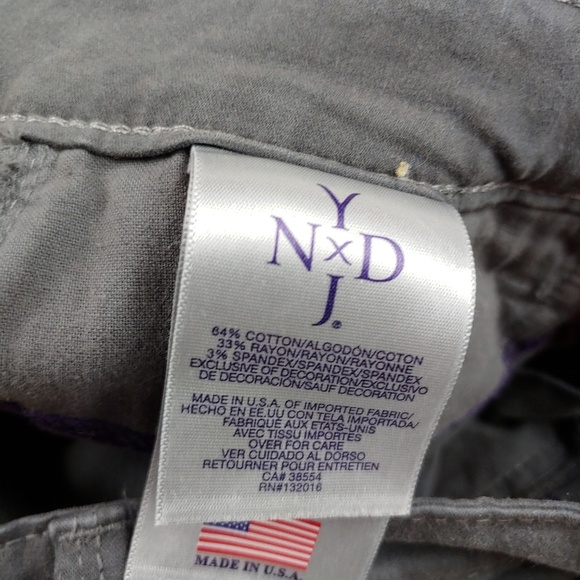 Y
N X D
J®
64% COTTON/ALGODÓN/COTON
33% RAYON/RAYON/RAYONNE
3% SPANDEX/SPANDEX/SPANDEX
EXCLUSIVE OF DECORATION/EXCLUSIVO
DE DECORACIÓN/SAUF DECORATION
MADE IN U.S.A. OF IMPORTED FABRIC/
HECHO EN EE.UU CON TELA IMPORTADA/
FABRIQUÉ AUX ETATS-UNIS
AVEC TISSU IMPORTES
OVER FOR CARE
VER CUIDADO AL DORSO
RETOURNER POUR ENTRETIEN
CA# 38554
RN#132016
MADE IN U.S.A.